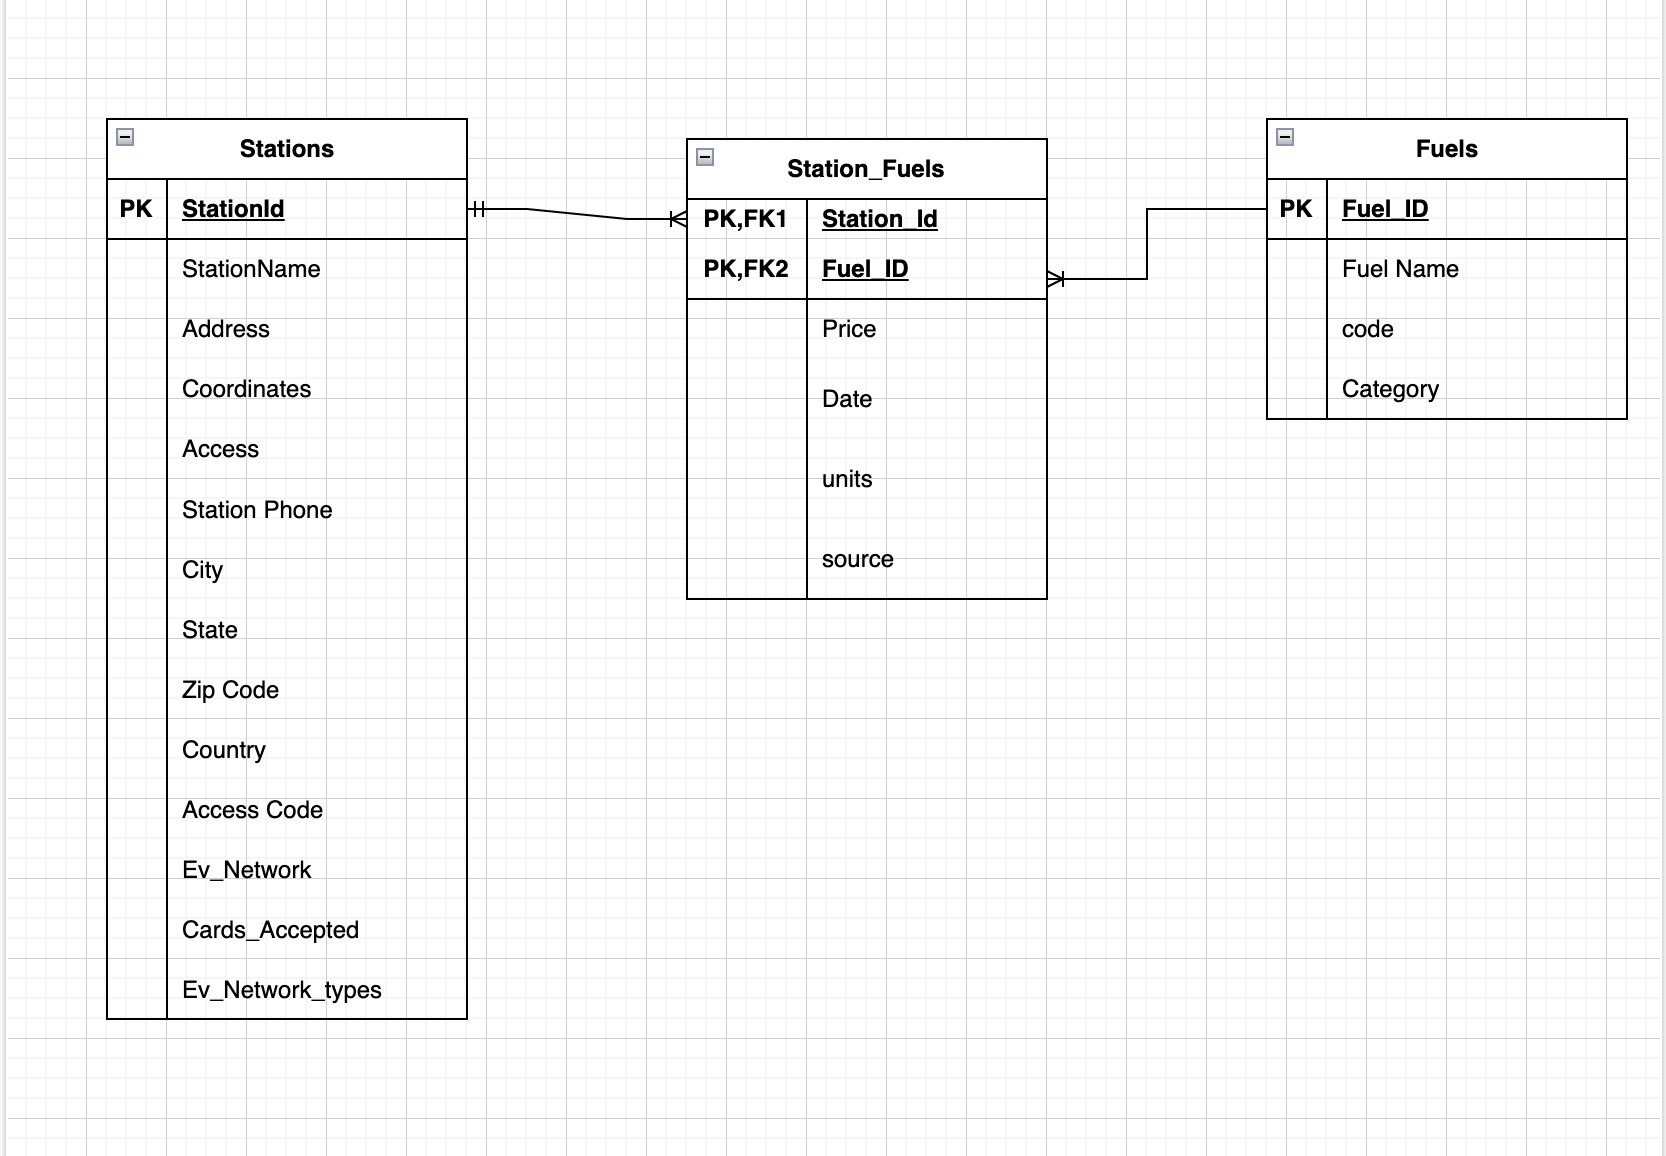 Stations
PK StationId
StationName
Address
Coordinates
Access
Station Phone
City
State
Zip Code
Country
Access Code
Ev_Network
Cards_Accepted
Ev_Network_types
Station_Fuels
PK,FK1 Station_Id
PK,FK2 Fuel_ID
Price
Date
units
source
Fuels
PK Fuel_ID
Fuel Name
code
Category